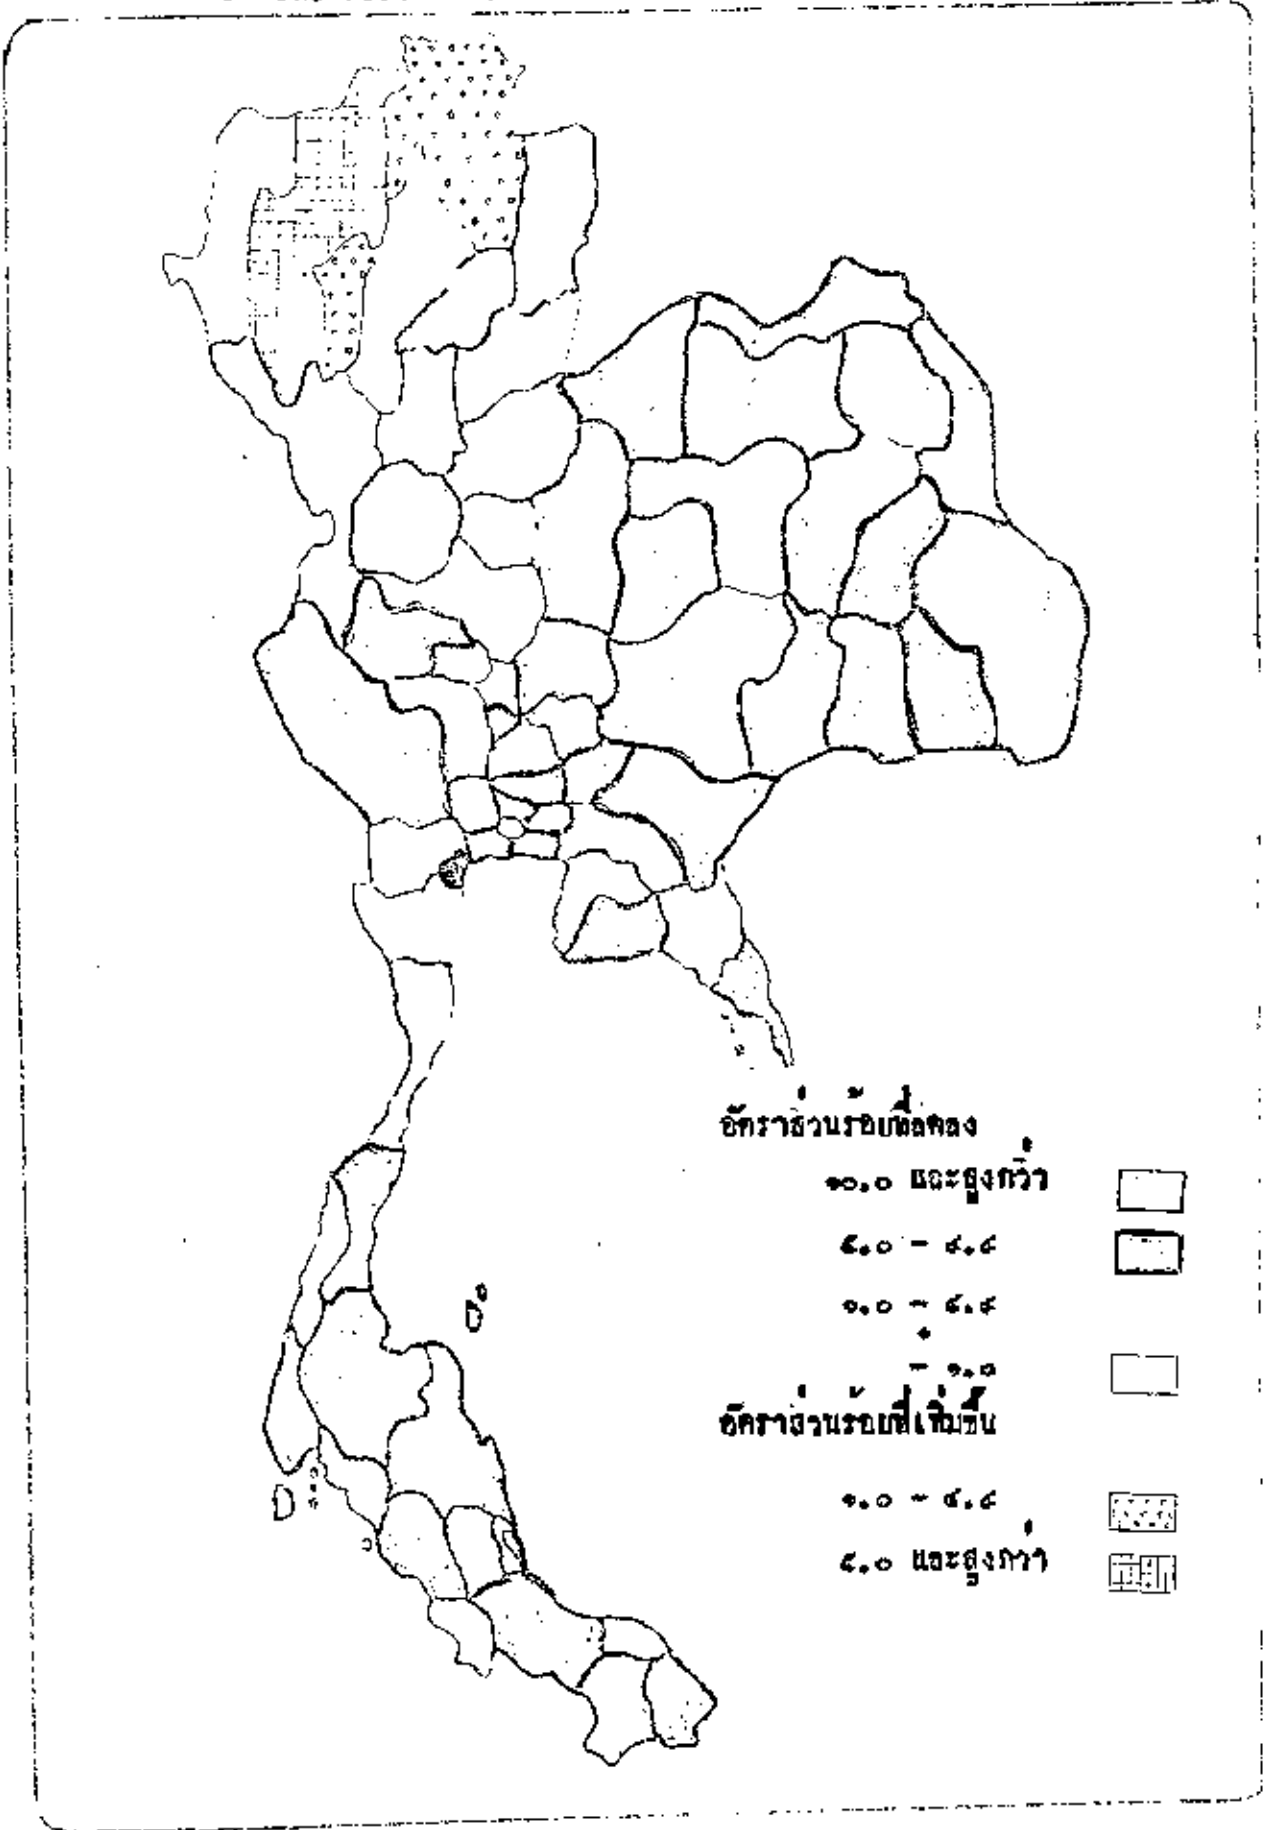 อัตราส่วนร้อยที่ลดลง
๑๐.๐ และสูงกว่า
๕.๐ - ๙.๙
๑.๐ - ๔.๙
- ๑.๐
อัตราส่วนร้อยที่เพิ่มขึ้น
๑.๐ - ๔.๙
๕.๐ และสูงกว่า